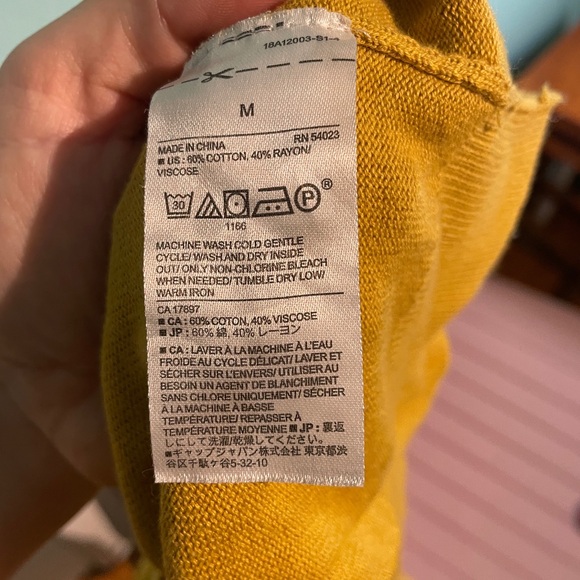 18A12003-S1-4
M
MADE IN CHINA RN 54023
■ US : 60% COTTON, 40% RAYON/
VISCOSE
30 P®
1166
MACHINE WASH COLD GENTLE
CYCLE/ WASH AND DRY INSIDE
OUT/ ONLY NON-CHLORINE BLEACH
WHEN NEEDED/ TUMBLE DRY LOW/
WARM IRON
CA 17897
■ CA : 60% COTON, 40% VISCOSE
■ JP : 60% 綿, 40% レーヨン
■ CA : LAVER À LA MACHINE À L'EAU
FROIDE AU CYCLE DÉLICAT/ LAVER ET
SÉCHER SUR L'ENVERS/ UTILISER AU
BESOIN UN AGENT DE BLANCHIMENT
SANS CHLORE UNIQUEMENT/ SÉCHER
À LA MACHINE À BASSE
TEMPÉRATURE/ REPASSER À
TEMPÉRATURE MOYENNE ■ JP : 裏返
しにして洗濯/乾燥してください。
■ ギャップジャパン(株) 東京都渋
谷区千駄ヶ谷5-32-10